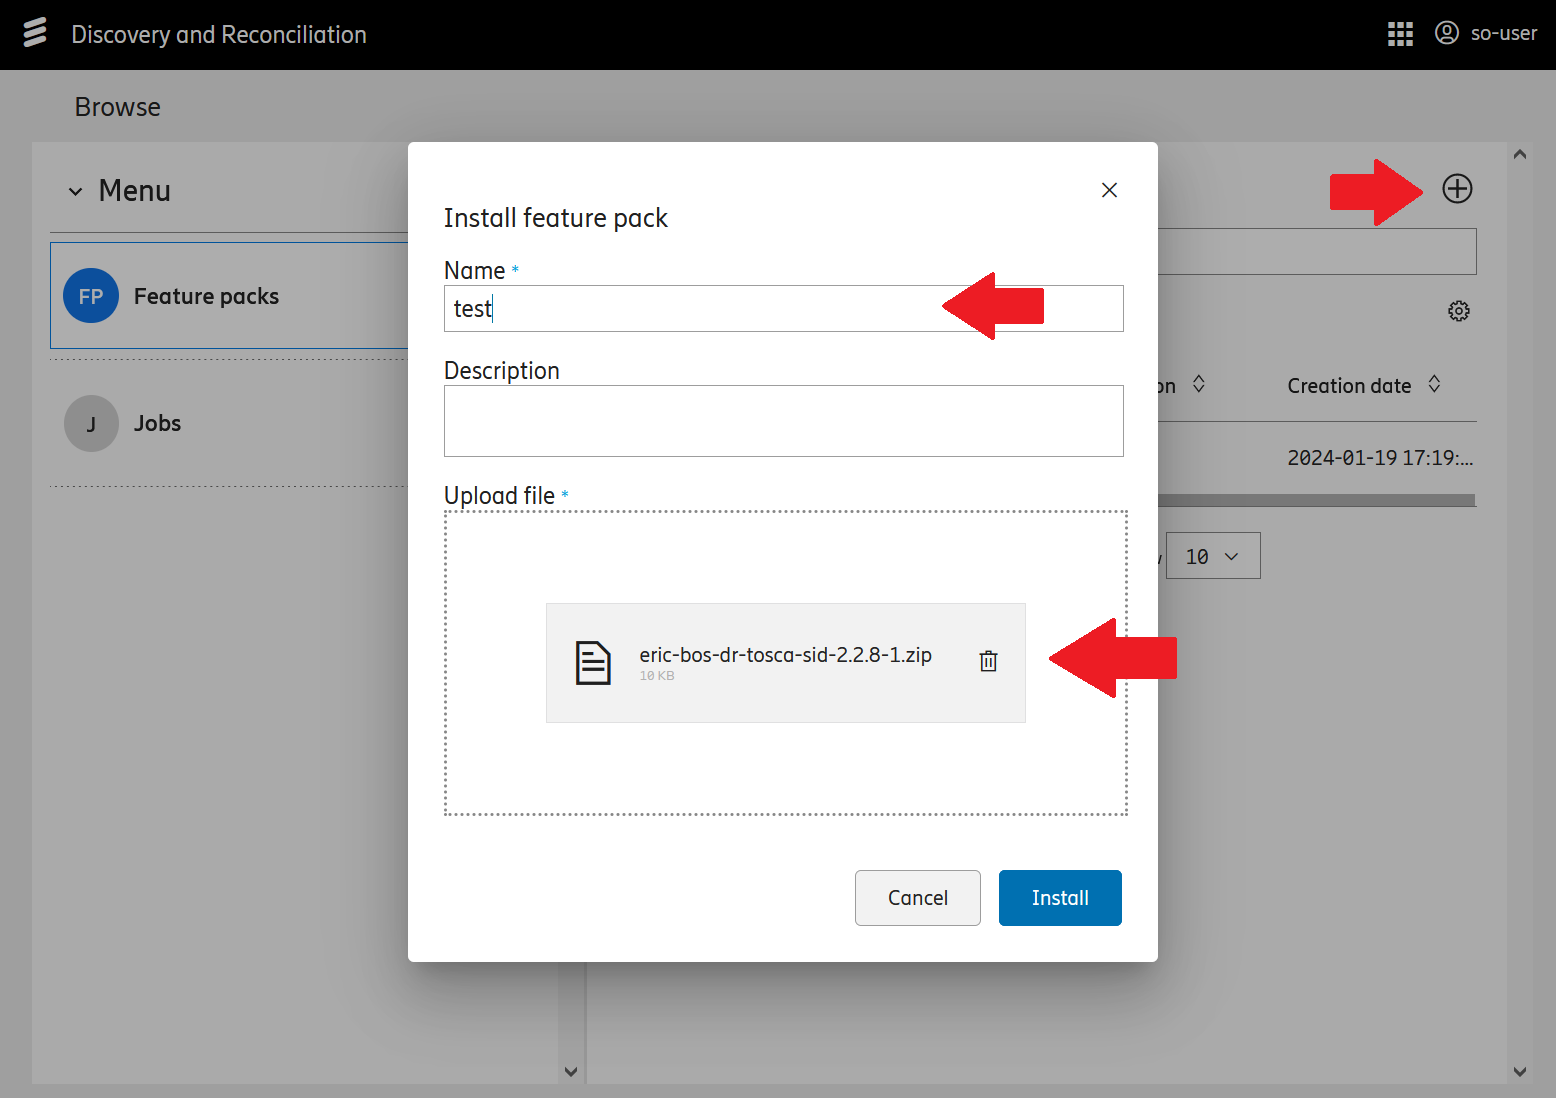 Discovery and Reconciliation
so-user
Browse
Menu
FP Feature packs
J Jobs
Install feature pack
Name *
test
Description
Upload file *
eric-bos-dr-tosca-sid-2.2.8-1.zip
10 KB
Cancel
Install
Creation date
2024-01-19 17:19:...
10